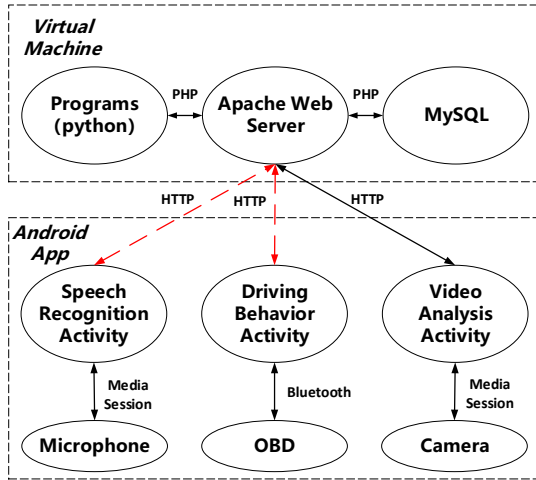 Virtual
Machine
Programs
(python)
PHP
Apache Web
Server
PHP
MySQL
HTTP
HTTP
HTTP
Android
App
Speech
Recognition
Activity
Driving
Behavior
Activity
Video
Analysis
Activity
Media
Session
Bluetooth
Media
Session
Microphone
OBD
Camera